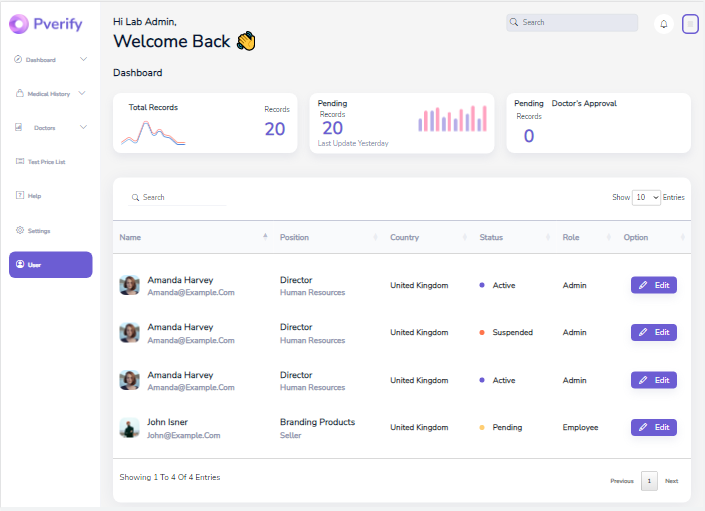 Pverify
Hi Lab Admin,
Search
Welcome Back
Dashboard
Dashboard
Medical History
Doctors
Test Price List
Help
Settings
User
Total Records
Records
20
Pending
Records
20
Last Update Yesterday
Pending Doctor's Approval
Records
0
Search
Show 10 Entries
Name Position Country Status Role Option
Amanda Harvey Director United Kingdom Active Admin Edit
Amanda@Example.Com Human Resources
Amanda Harvey Director United Kingdom Suspended Admin Edit
Amanda@Example.Com Human Resources
Amanda Harvey Director United Kingdom Active Admin Edit
Amanda@Example.Com Human Resources
John Isner Branding Products United Kingdom Pending Employee Edit
John@Example.Com Seller
Showing 1 To 4 Of 4 Entries
Previous 1 Next